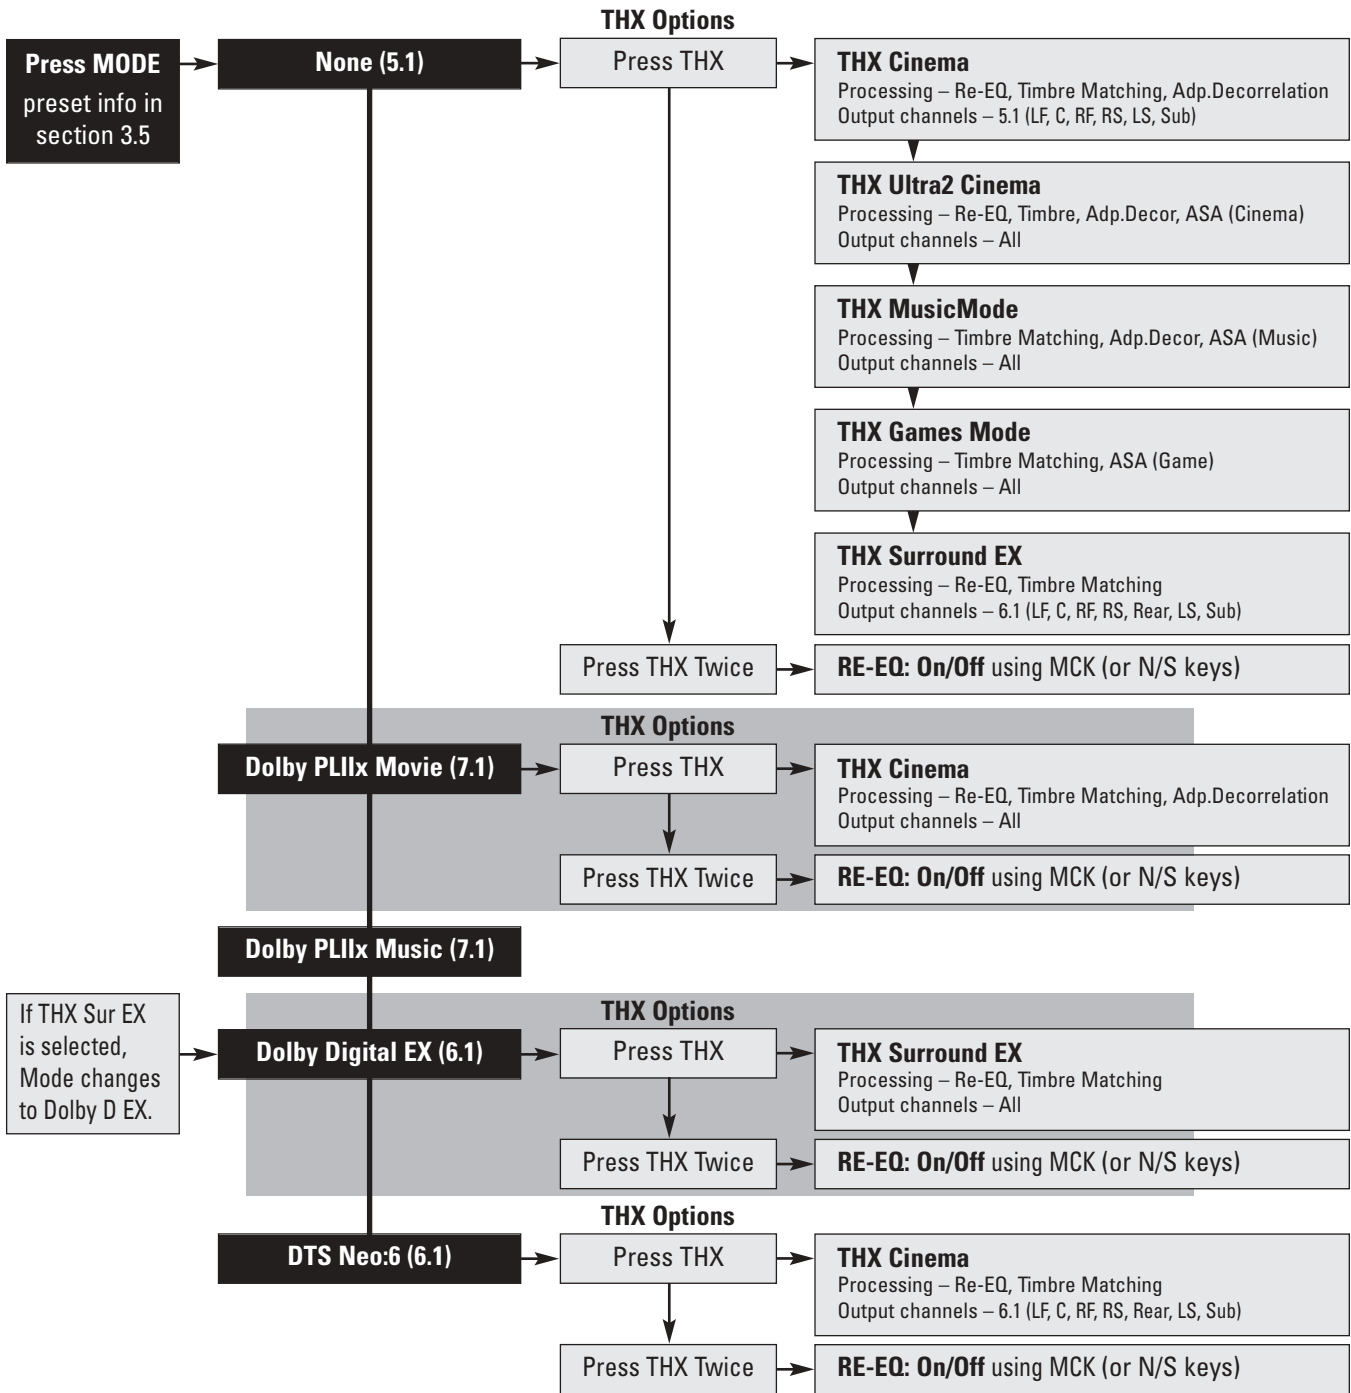 THX Options
Press MODE
preset info in
section 3.5
None (5.1)
Press THX
THX Cinema
Processing – Re-EQ, Timbre Matching, Adp.Decorrelation
Output channels – 5.1 (LF, C, RF, RS, LS, Sub)
THX Ultra2 Cinema
Processing – Re-EQ, Timbre, Adp.Decor, ASA (Cinema)
Output channels – All
THX MusicMode
Processing – Timbre Matching, Adp.Decor, ASA (Music)
Output channels – All
THX Games Mode
Processing – Timbre Matching, ASA (Game)
Output channels – All
THX Surround EX
Processing – Re-EQ, Timbre Matching
Output channels – 6.1 (LF, C, RF, RS, Rear, LS, Sub)
Press THX Twice
RE-EQ: On/Off using MCK (or N/S keys)
THX Options
Dolby PLIIx Movie (7.1)
Press THX
THX Cinema
Processing – Re-EQ, Timbre Matching, Adp.Decorrelation
Output channels – All
Press THX Twice
RE-EQ: On/Off using MCK (or N/S keys)
Dolby PLIIx Music (7.1)
If THX Sur EX
is selected,
Mode changes
to Dolby D EX.
THX Options
Dolby Digital EX (6.1)
Press THX
THX Surround EX
Processing – Re-EQ, Timbre Matching
Output channels – All
Press THX Twice
RE-EQ: On/Off using MCK (or N/S keys)
THX Options
DTS Neo:6 (6.1)
Press THX
THX Cinema
Processing – Re-EQ, Timbre Matching
Output channels – 6.1 (LF, C, RF, RS, Rear, LS, Sub)
Press THX Twice
RE-EQ: On/Off using MCK (or N/S keys)